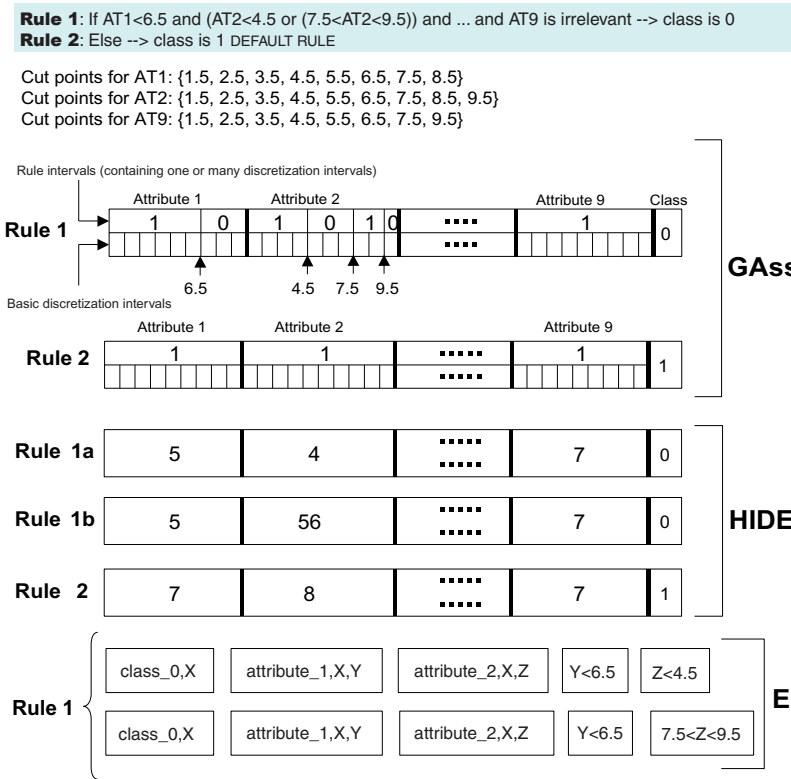 Rule 1: If AT1<6.5 and (AT2<4.5 or (7.5<AT2<9.5)) and ... and AT9 is irrelevant --> class is 0
Rule 2: Else --> class is 1 DEFAULT RULE
Cut points for AT1: {1.5, 2.5, 3.5, 4.5, 5.5, 6.5, 7.5, 8.5}
Cut points for AT2: {1.5, 2.5, 3.5, 4.5, 5.5, 6.5, 7.5, 8.5, 9.5}
Cut points for AT9: {1.5, 2.5, 3.5, 4.5, 5.5, 6.5, 7.5, 9.5}
Rule intervals (containing one or many discretization intervals)
Attribute 1 Attribute 2 Attribute 9 Class
Rule 1 1 0 1 0 1 0 .... 1 0
....
6.5 4.5 7.5 9.5
Basic discretization intervals
GAss
Attribute 1 Attribute 2 Attribute 9
Rule 2 1 1 ..... 1 1
.....
Rule 1a 5 4 ..... 7 0
.....
Rule 1b 5 56 ..... 7 0
.....
HIDE
Rule 2 7 8 ..... 7 1
.....
Rule 1
class_0,X attribute_1,X,Y attribute_2,X,Z Y<6.5 Z<4.5
class_0,X attribute_1,X,Y attribute_2,X,Z Y<6.5 7.5<Z<9.5
E